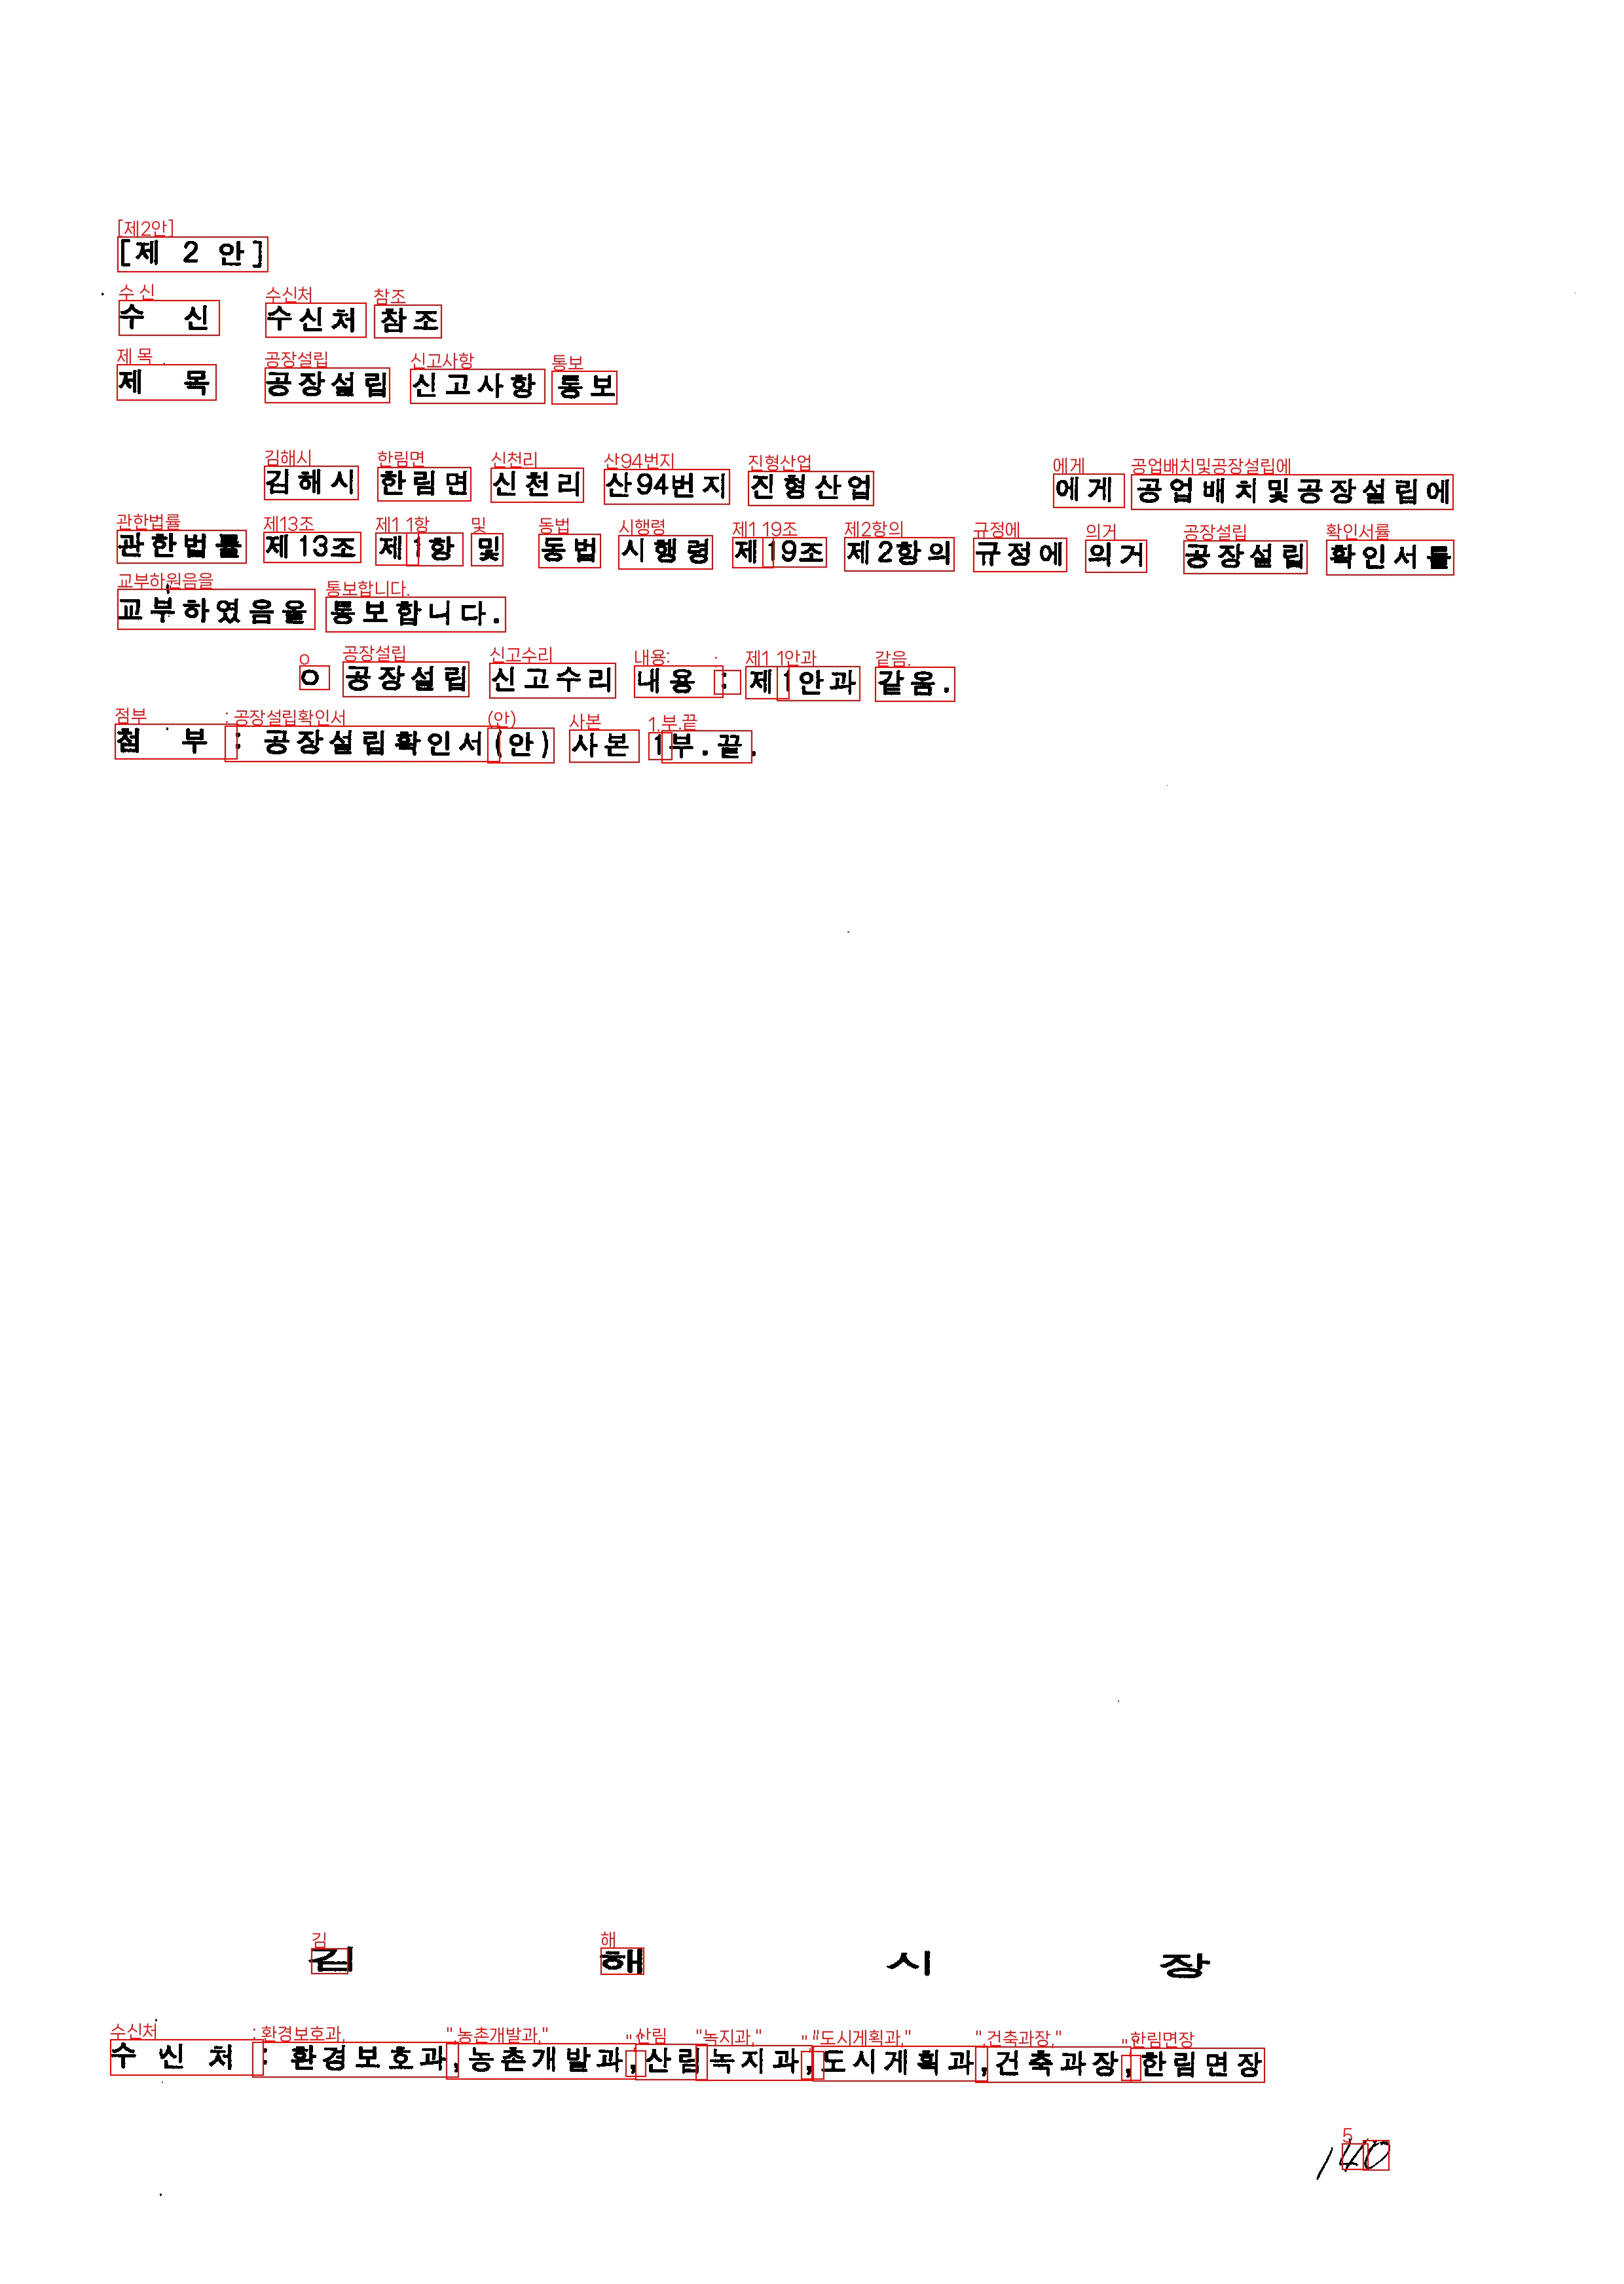 [제 2 안]
수 신 수신처 참조
제 목 공장설립 신고사항 통보
김해시 한림면 신천리 산94번지 진형산업 에게 공업배치및공장설립에
관한법률 제13조 제1항 및 동법 시행령 제19조 제2항의 규정에 의거 공장설립 확인서를
교부하였음을 통보합니다.
ㅇ 공장설립 신고수리 내용 : 제1안과 같음.
첨 부 : 공장설립확인서(안) 사본 1부.끝.
김 해 시 장
수 신 처 : 환경보호과,농촌개발과,산림녹지과,도시계획과,건축과장,한림면장
140